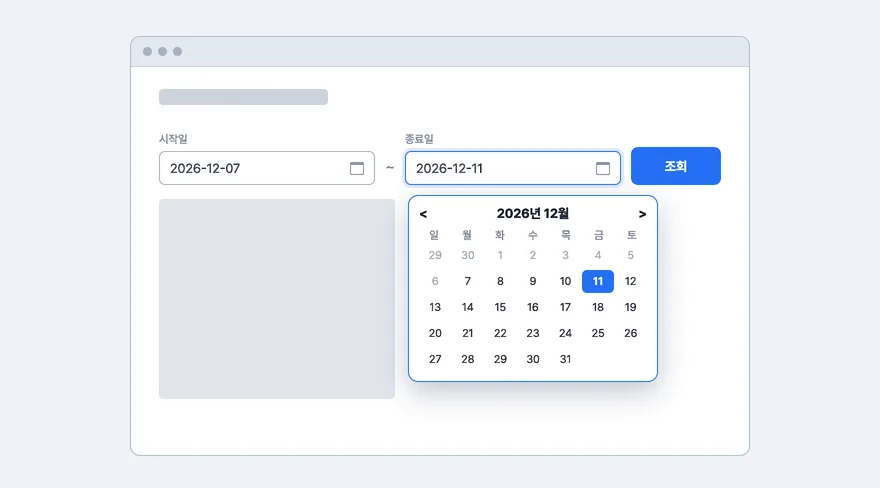 시작일
종료일
2026-12-07 ~ 2026-12-11 조회
< 2026년 12월 >
일 월 화 수 목 금 토
29 30 1 2 3 4 5
6 7 8 9 10 11 12
13 14 15 16 17 18 19
20 21 22 23 24 25 26
27 28 29 30 31